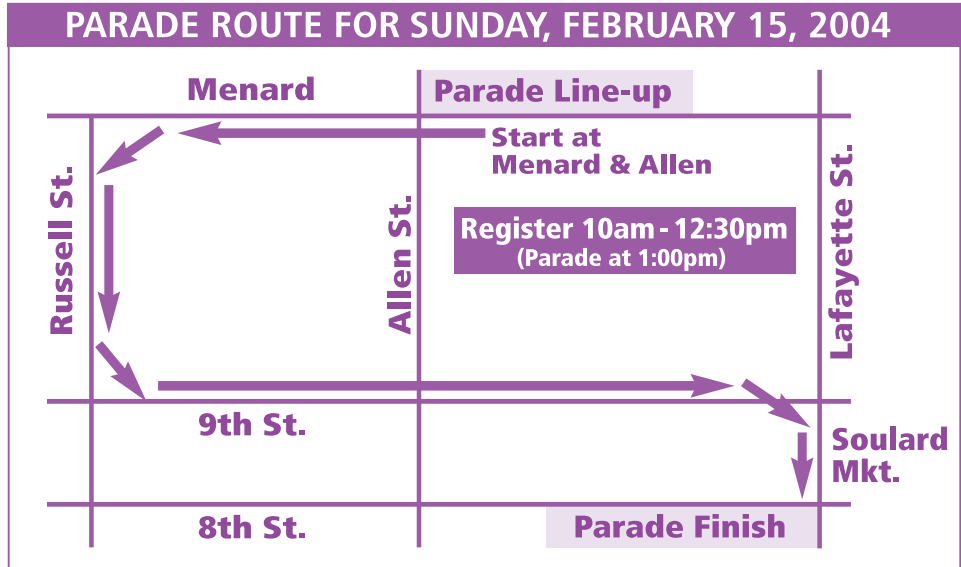 PARADE ROUTE FOR SUNDAY, FEBRUARY 15, 2004
Menard
Parade Line-up
Start at
Menard & Allen
Russell St.
Allen St.
Register 10am - 12:30pm
(Parade at 1:00pm)
Lafayette St.
9th St.
Soulard
Mkt.
8th St.
Parade Finish